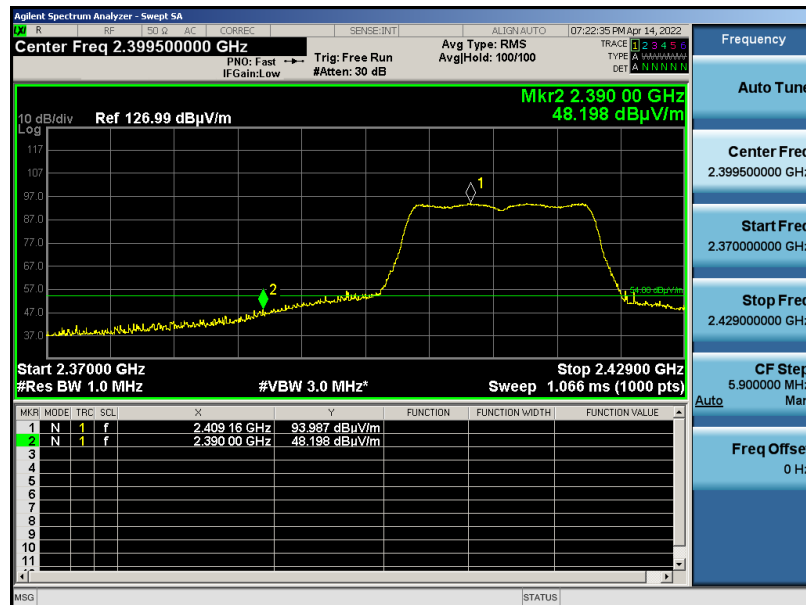 Agilent Spectrum Analyzer - Swept SA
LXI R RF 50 Ω AC CORREC SENSE:INT ALIGN AUTO 07:22:35 PM Apr 14, 2022
Center Freq 2.399500000 GHz
PNO: Fast
IFGain:Low
Trig: Free Run
#Atten: 30 dB
Avg Type: RMS
Avg|Hold: 100/100
TRACE 1 2 3 4 5 6
TYPE A WWWWW
DET A N N N N N
Mkr2 2.390 00 GHz
48.198 dBµV/m
10 dB/div Ref 126.99 dBµV/m
Log
117
107
97.0
87.0
77.0
67.0
57.0
47.0
37.0
1
2
54.00 dBµV/m
Start 2.37000 GHz Stop 2.42900 GHz
#Res BW 1.0 MHz #VBW 3.0 MHz* Sweep 1.066 ms (1000 pts)
MKR MODE TRC SCL X Y FUNCTION FUNCTION WIDTH FUNCTION VALUE
1 N 1 f 2.409 16 GHz 93.987 dBµV/m
2 N 1 f 2.390 00 GHz 48.198 dBµV/m
3
4
5
6
7
8
9
10
11
MSG STATUS
Frequency
Auto Tune
Center Freq
2.399500000 GHz
Start Freq
2.370000000 GHz
Stop Freq
2.429000000 GHz
CF Step
5.900000 MHz
Auto Man
Freq Offset
0 Hz